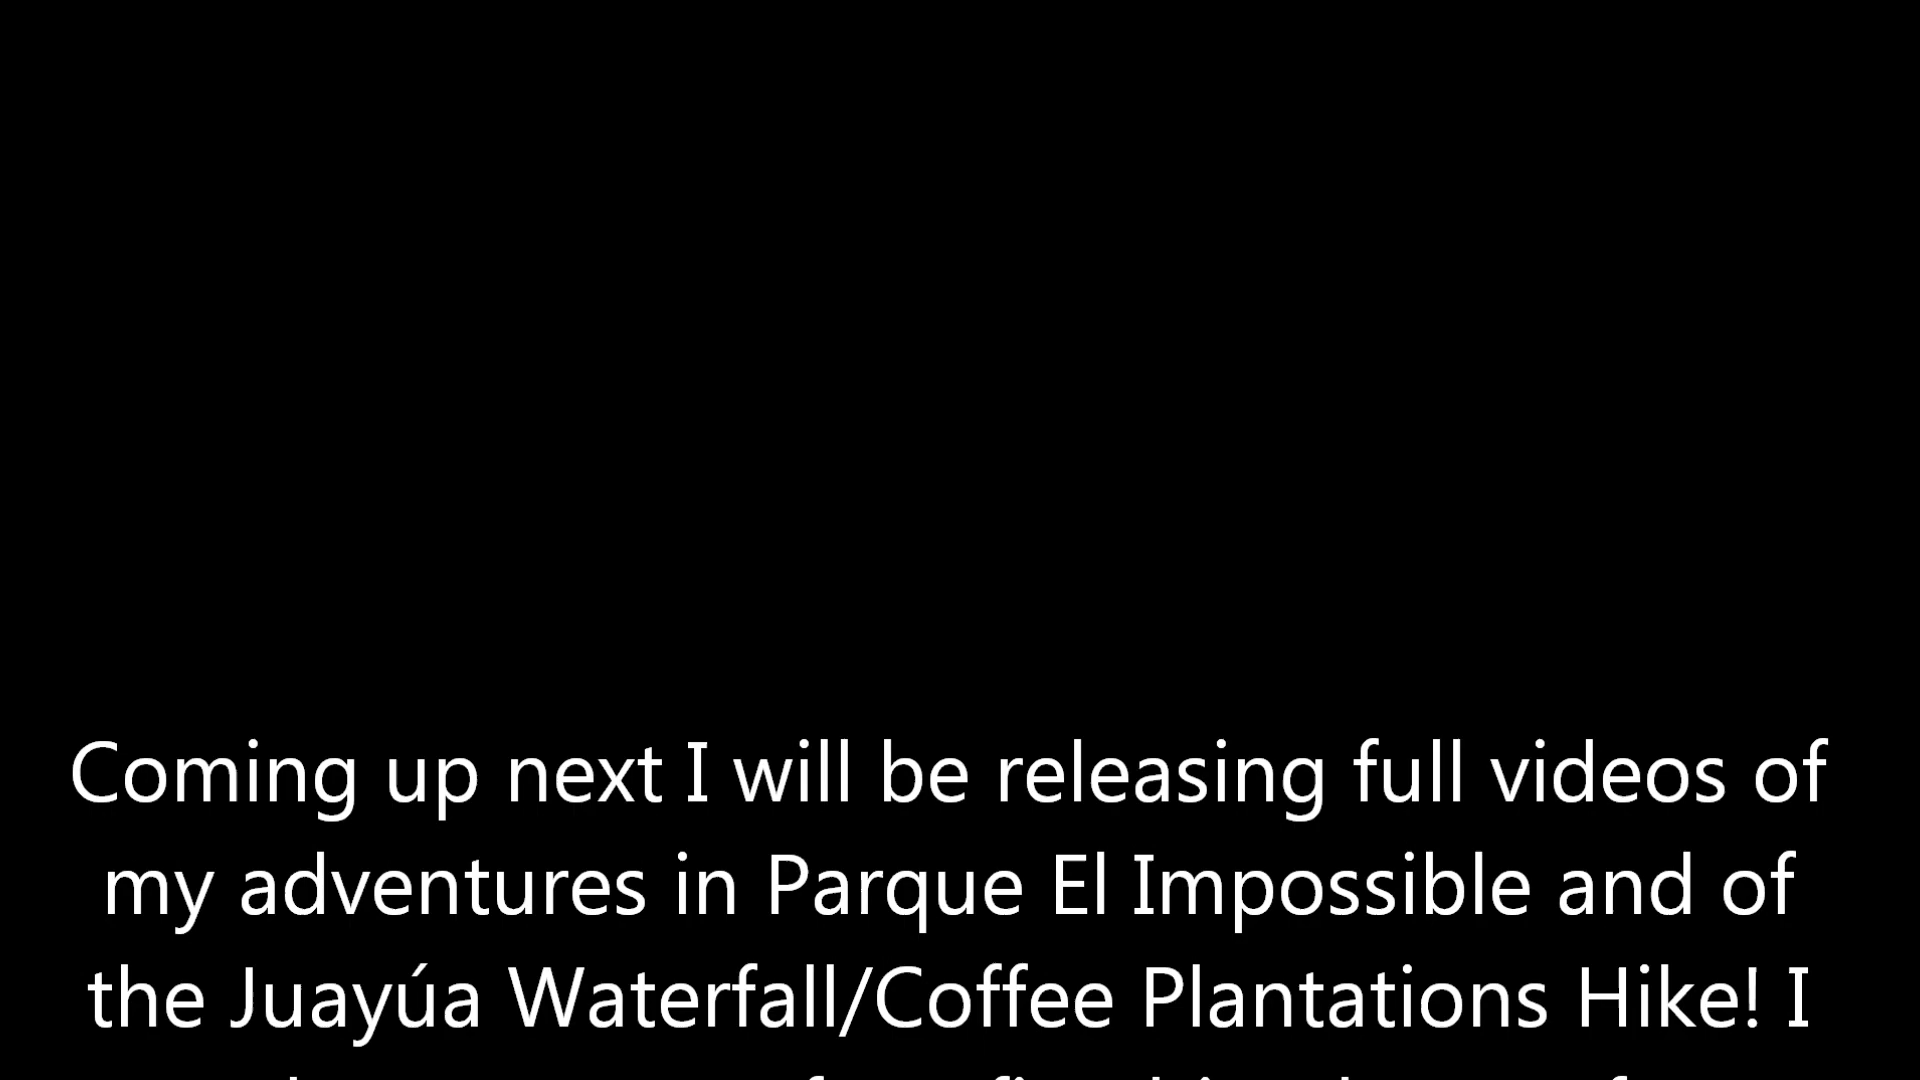 Coming up next I will be releasing full videos of
my adventures in Parque El Impossible and of
the Juayúa Waterfall/Coffee Plantations Hike! I